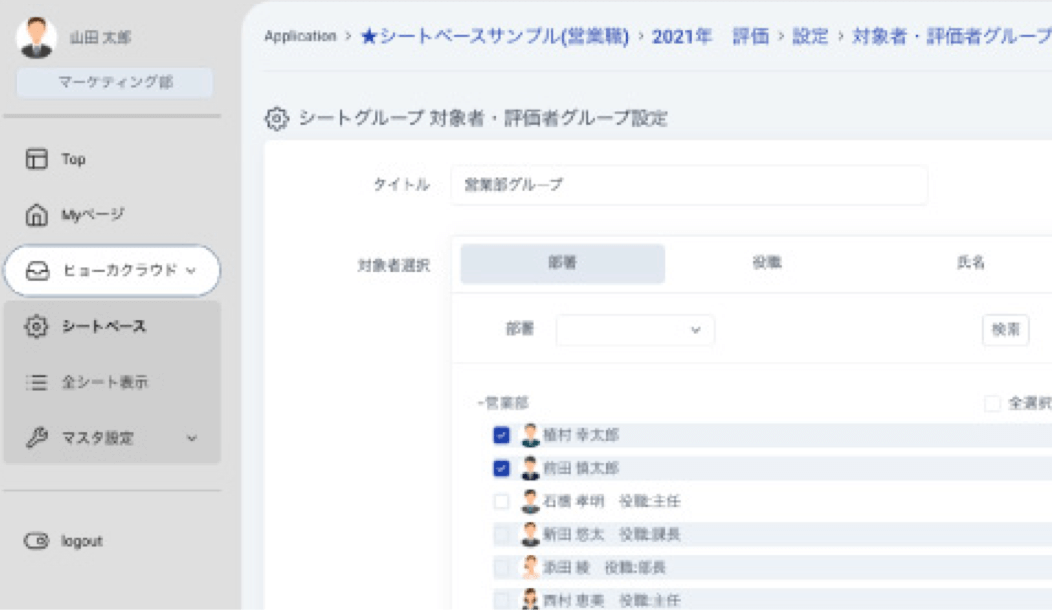 山田 太郎
マーケティング部
Top
Myページ
ヒョーカクラウド
シートベース
全シート表示
マスタ設定
logout
Application > ★シートベースサンプル(営業職) > 2021年 評価 > 設定 > 対象者・評価者グループ
シートグループ 対象者・評価者グループ設定
タイトル 営業部グループ
対象者選択 部署 役職 氏名
部署 検索
-営業部 全選択
植村 幸太郎
前田 慎太郎
石橋 孝明 役職:主任
新田 悠太 役職:課長
添田 綾 役職:部長
西村 恵美 役職:主任